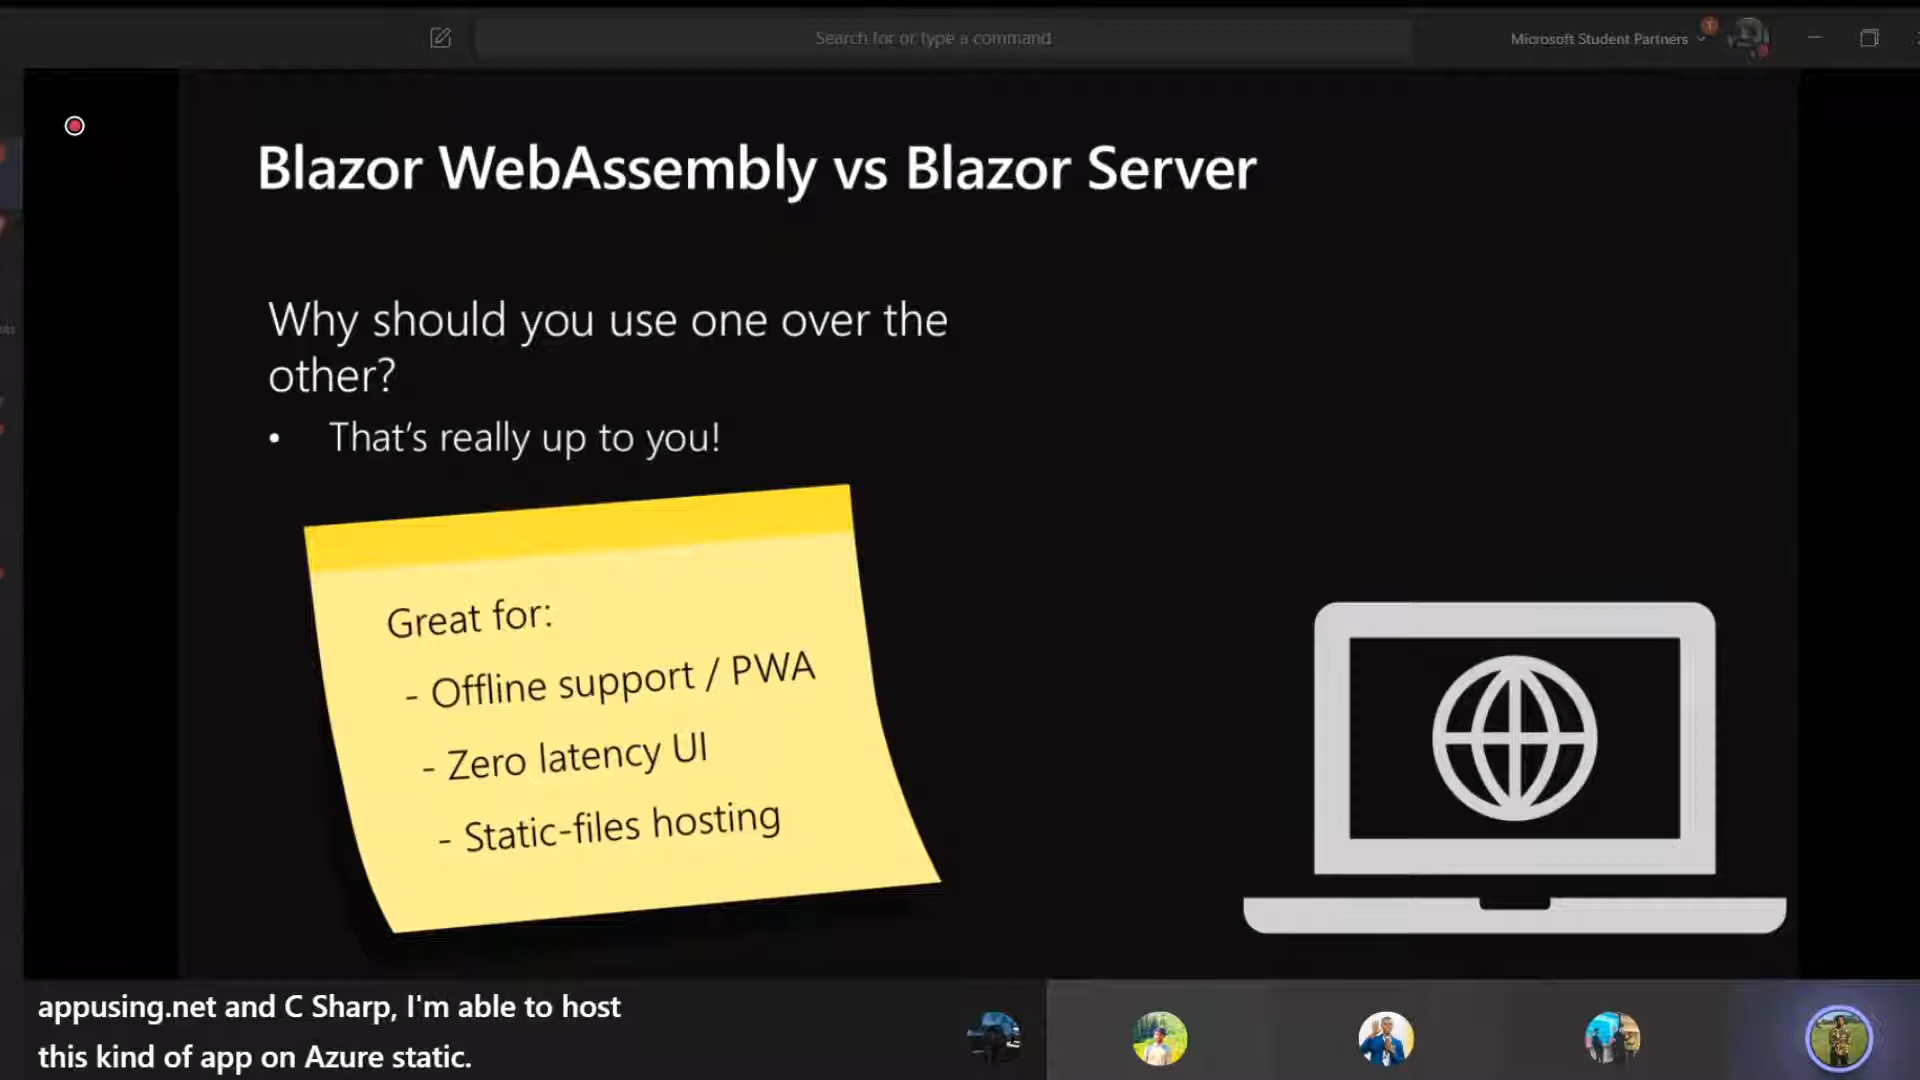 Search for or type a command
Microsoft Student Partners
Blazor WebAssembly vs Blazor Server
Why should you use one over the
other?
• That's really up to you!
Great for:
- Offline support / PWA
- Zero latency UI
- Static-files hosting
appusing.net and C Sharp, I'm able to host
this kind of app on Azure static.